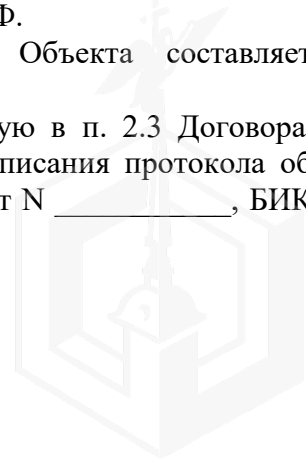 Ф.
Объекта составляет
ую в п. 2.3 Договора
писания протокола об
т N ___________, БИК